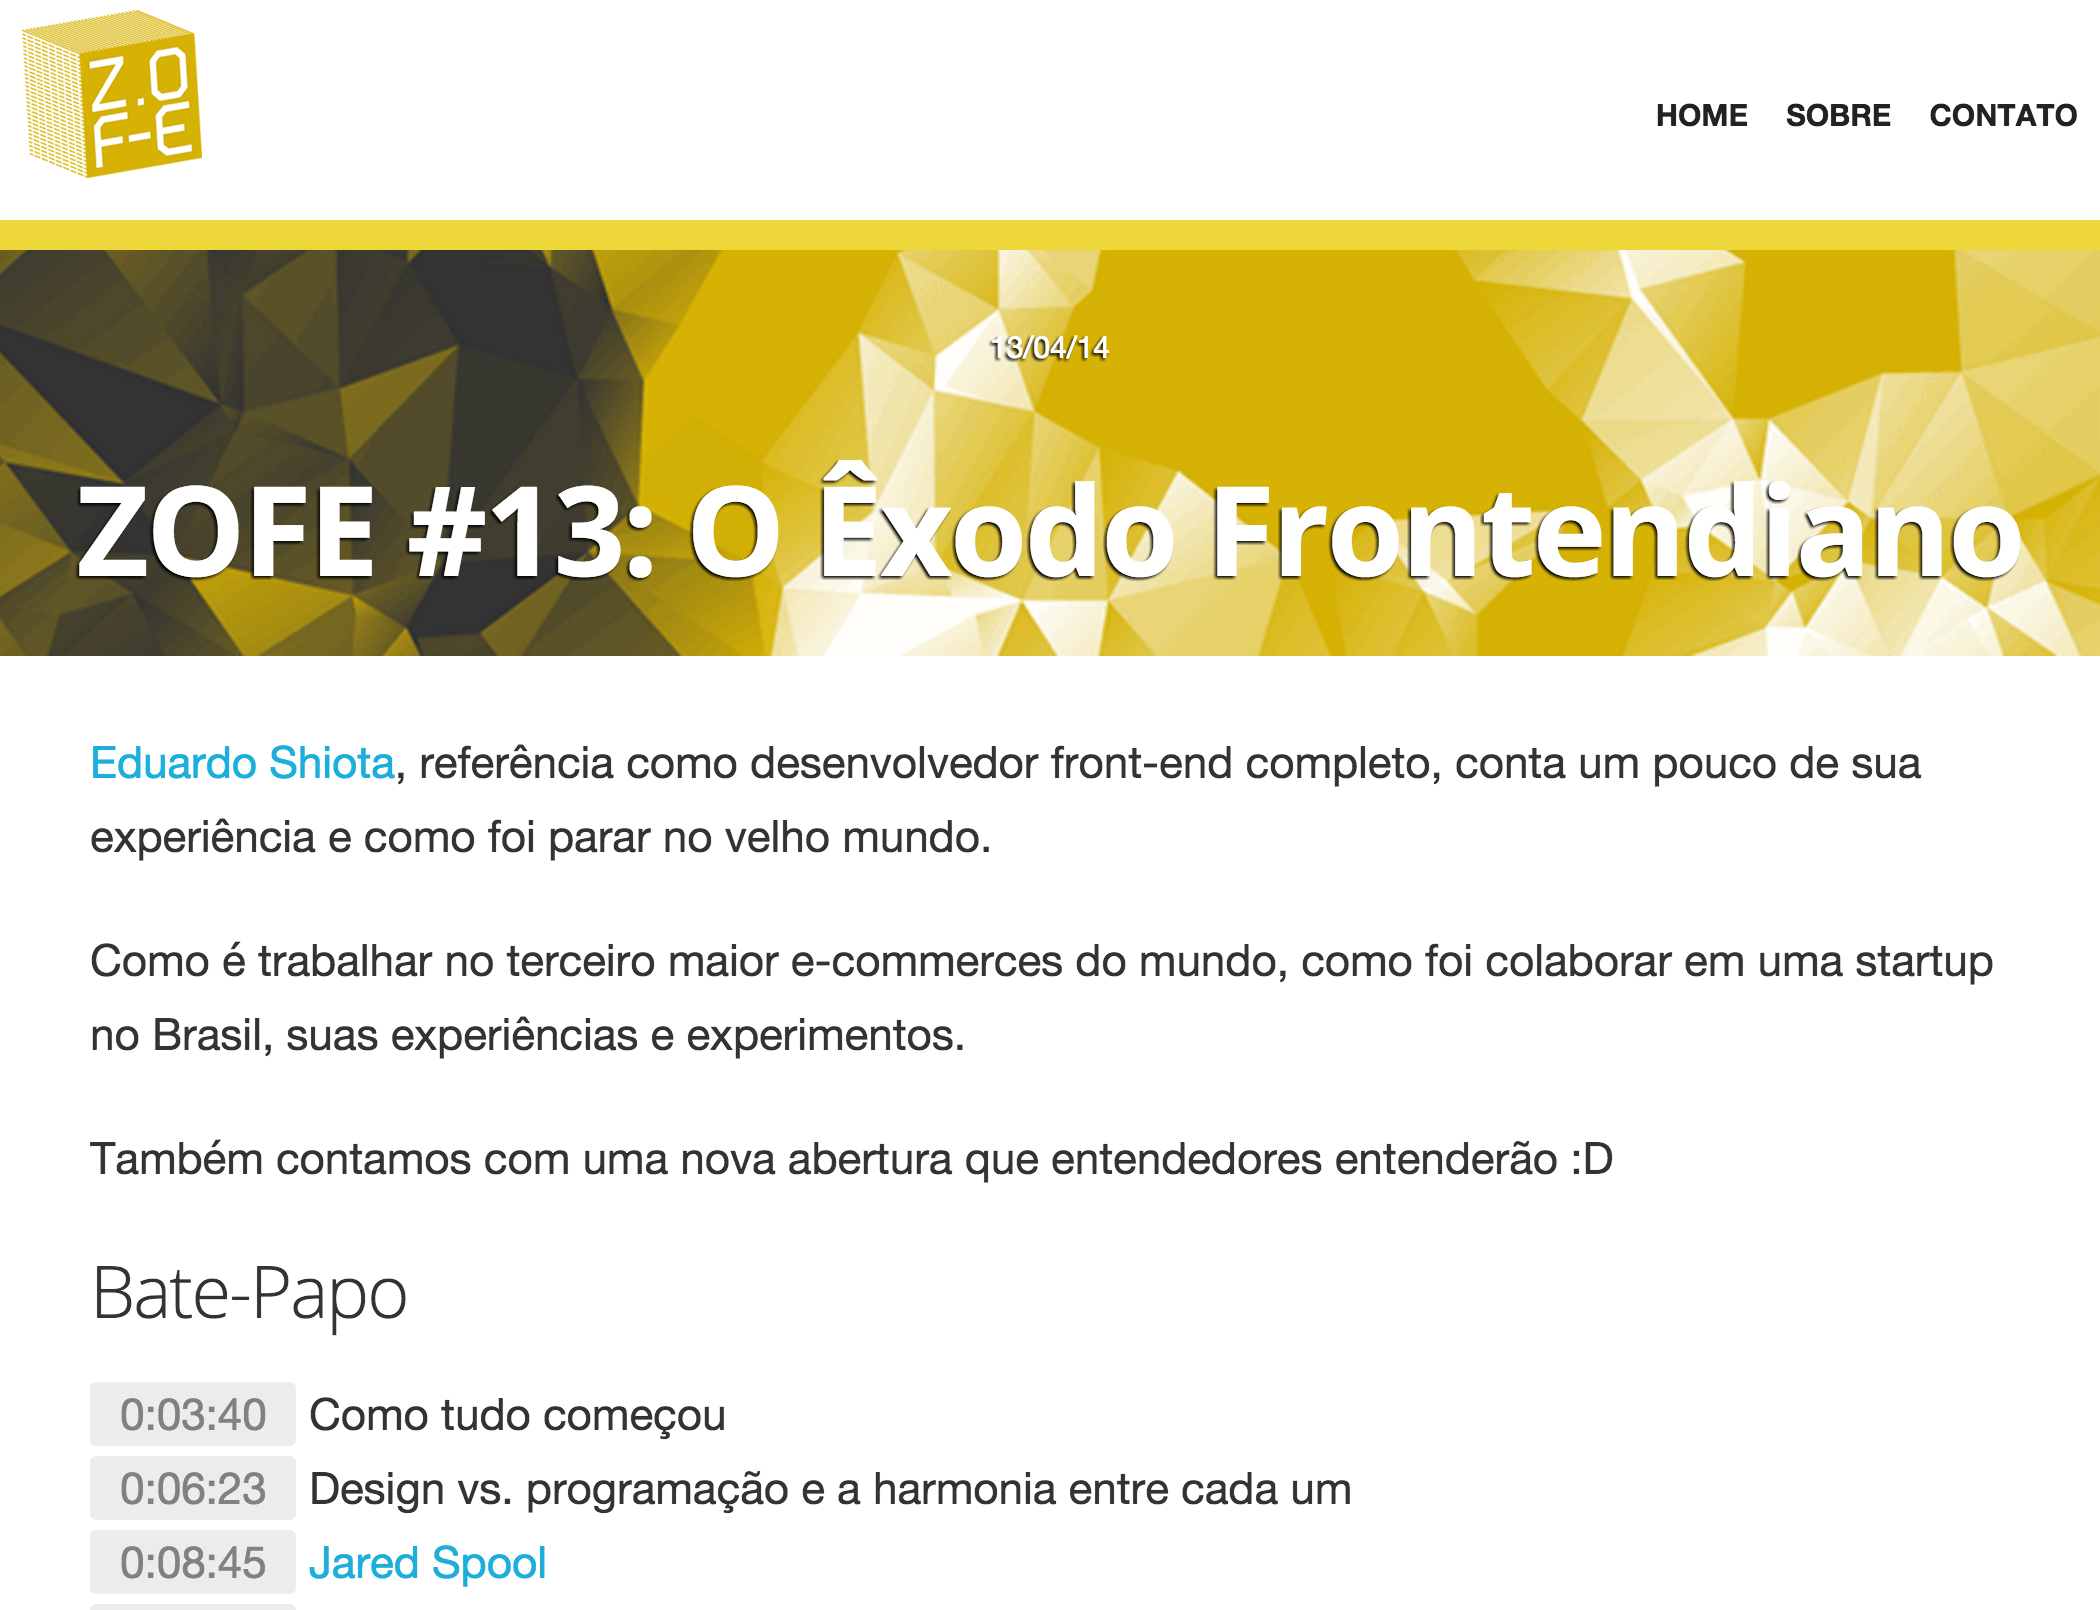 Z.O
F-E
HOME SOBRE CONTATO
13/04/14
ZOFE #13: O Êxodo Frontendiano
Eduardo Shiota, referência como desenvolvedor front-end completo, conta um pouco de sua
experiência e como foi parar no velho mundo.
Como é trabalhar no terceiro maior e-commerces do mundo, como foi colaborar em uma startup
no Brasil, suas experiências e experimentos.
Também contamos com uma nova abertura que entendedores entenderão :D
Bate-Papo
0:03:40 Como tudo começou
0:06:23 Design vs. programação e a harmonia entre cada um
0:08:45 Jared Spool